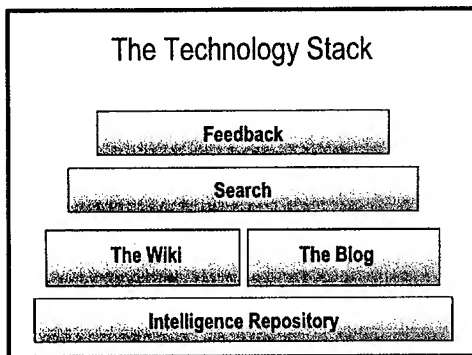 The Technology Stack
Feedback
Search
The Wiki The Blog
Intelligence Repository